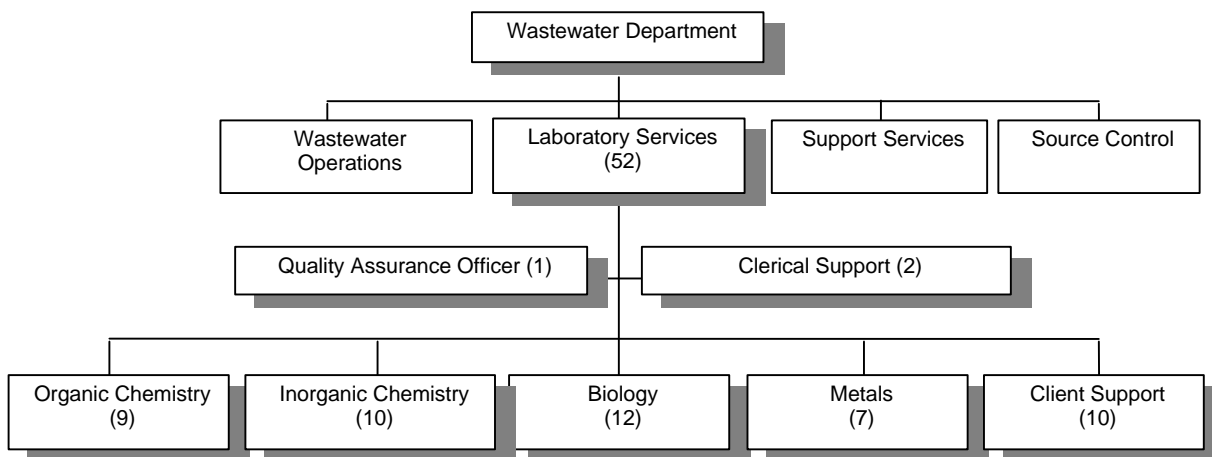 Wastewater Department
Wastewater
Operations
Laboratory Services
(52)
Support Services
Source Control
Quality Assurance Officer (1)
Clerical Support (2)
Organic Chemistry
(9)
Inorganic Chemistry
(10)
Biology
(12)
Metals
(7)
Client Support
(10)